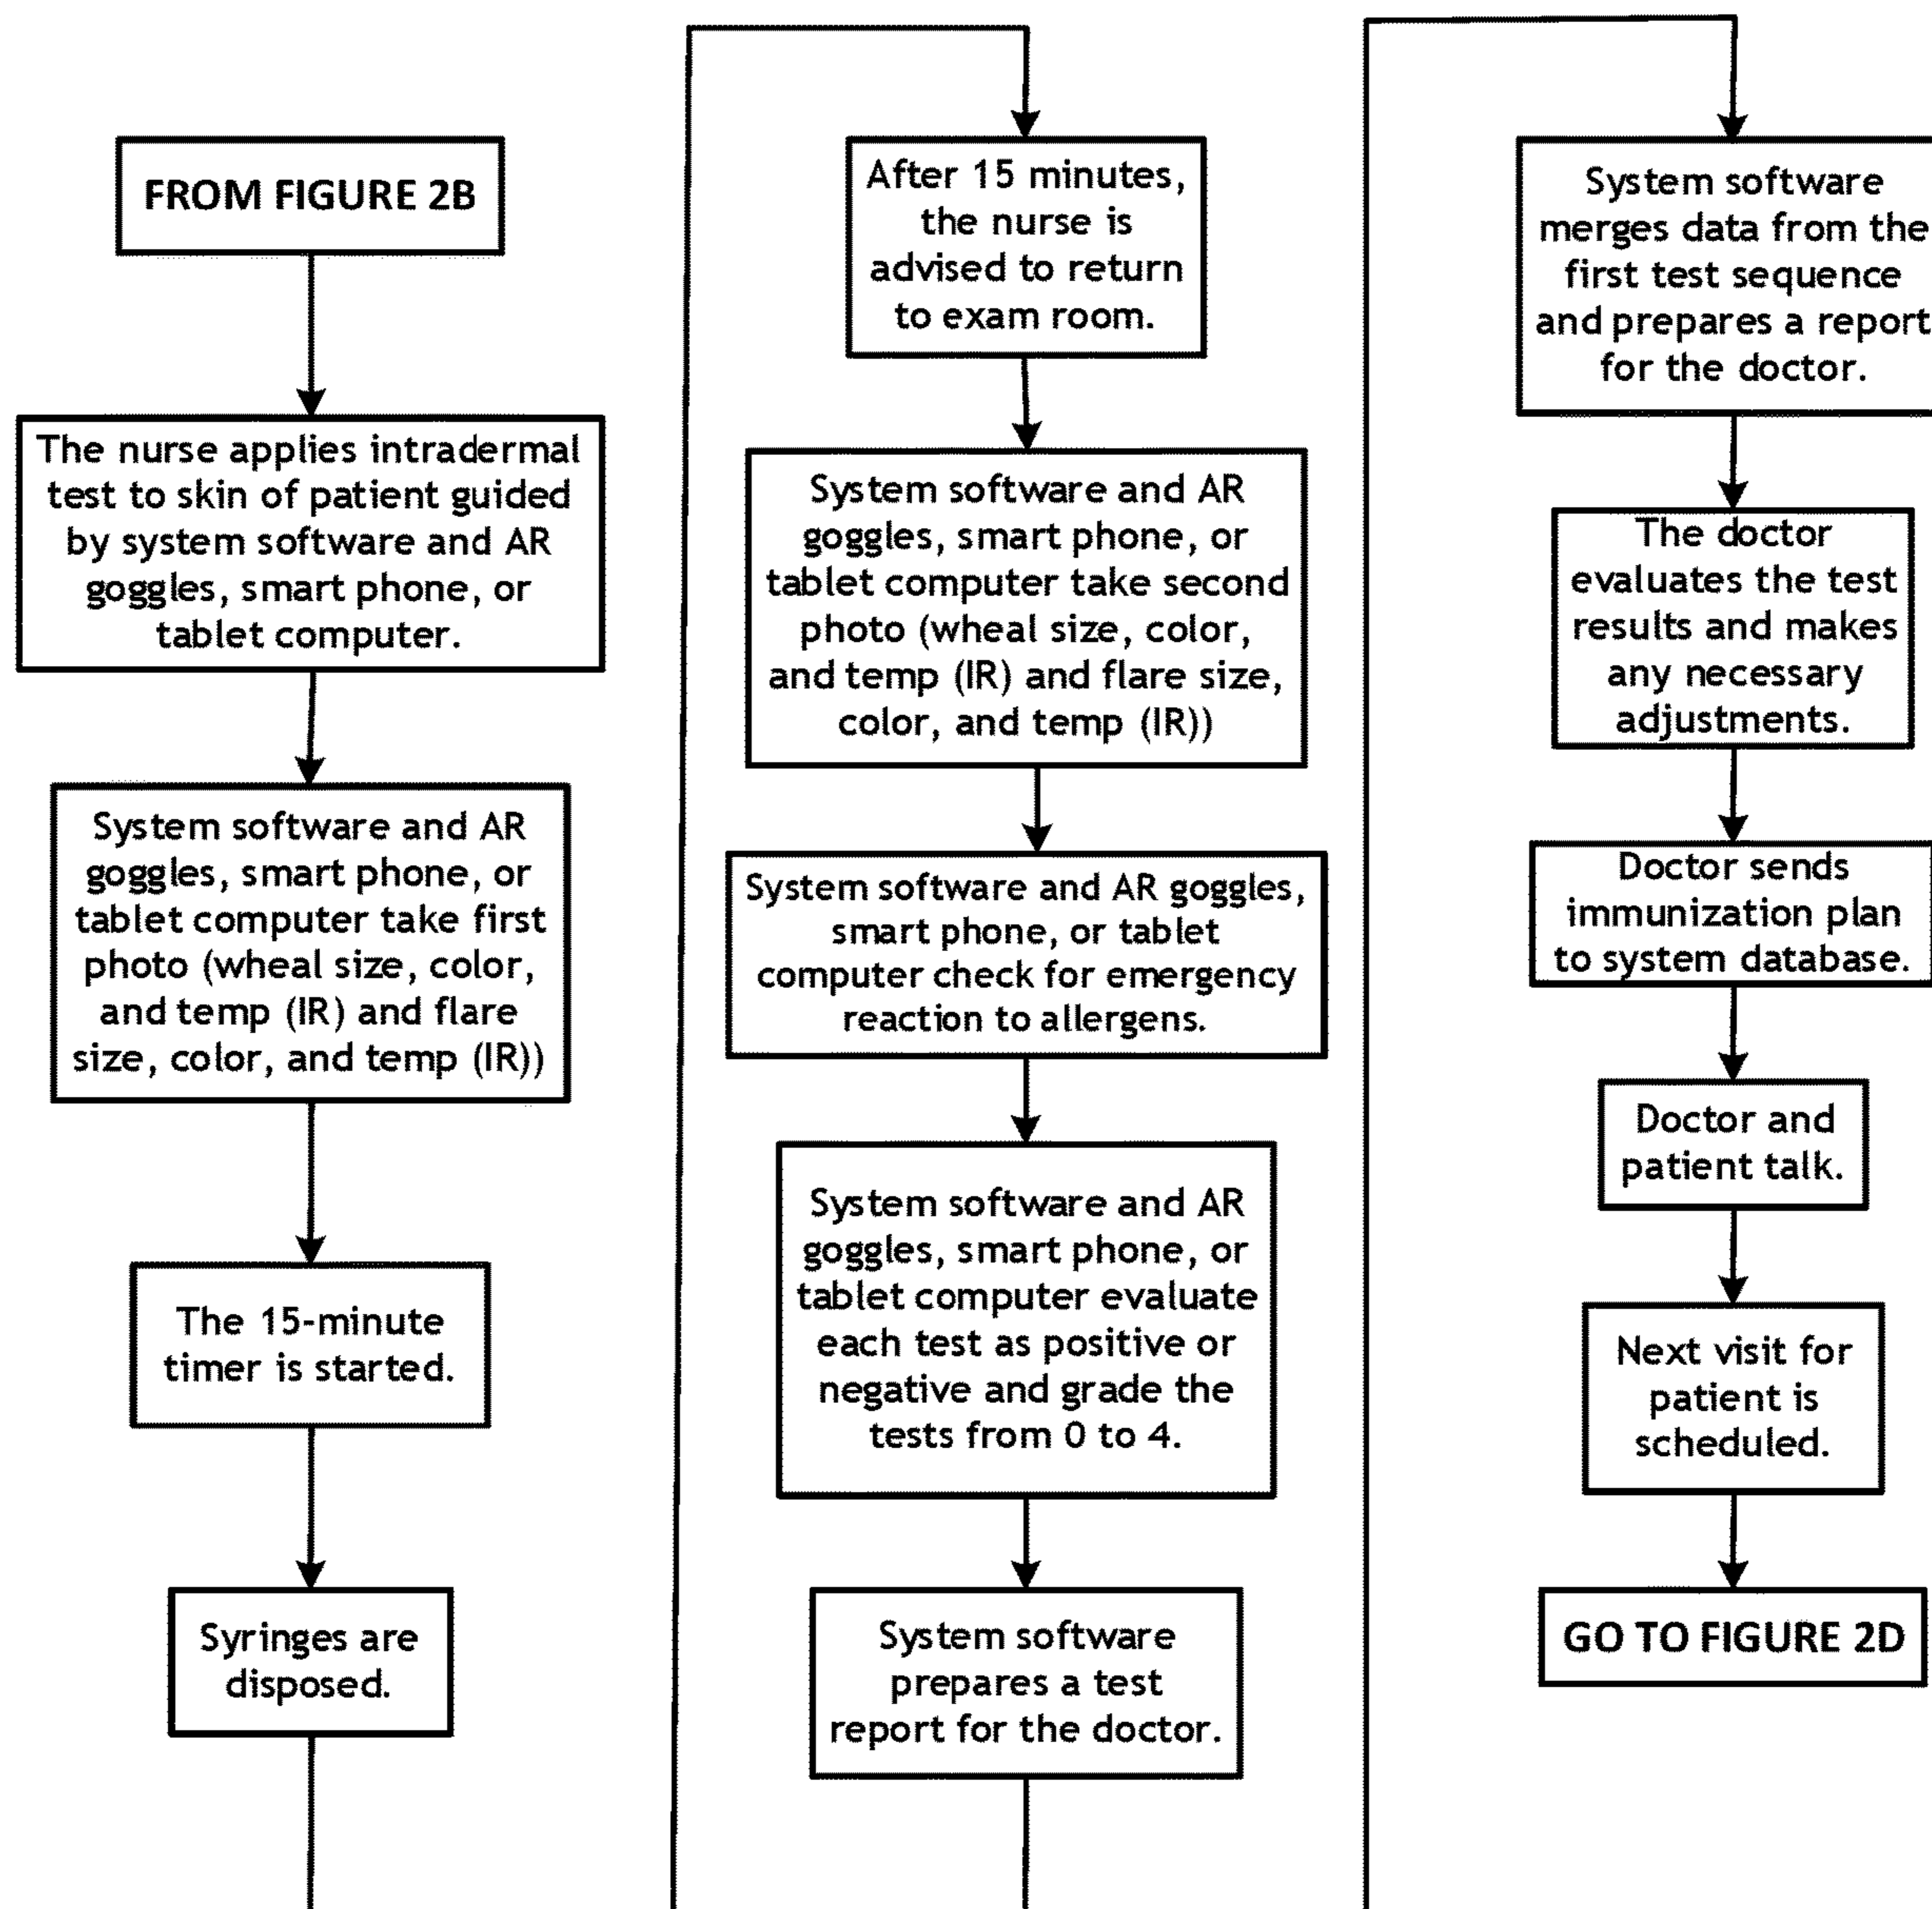 FROM FIGURE 2B
The nurse applies intradermal
test to skin of patient guided
by system software and AR
goggles, smart phone, or
tablet computer.
System software and AR
goggles, smart phone, or
tablet computer take first
photo (wheal size, color,
and temp (IR) and flare
size, color, and temp (IR))
The 15-minute
timer is started.
Syringes are
disposed.
After 15 minutes,
the nurse is
advised to return
to exam room.
System software and AR
goggles, smart phone, or
tablet computer take second
photo (wheal size, color,
and temp (IR) and flare size,
color, and temp (IR))
System software and AR goggles,
smart phone, or tablet
computer check for emergency
reaction to allergens.
System software and AR
goggles, smart phone, or
tablet computer evaluate
each test as positive or
negative and grade the
tests from 0 to 4.
System software
prepares a test
report for the doctor.
System software
merges data from the
first test sequence
and prepares a report
for the doctor.
The doctor
evaluates the test
results and makes
any necessary
adjustments.
Doctor sends
immunization plan
to system database.
Doctor and
patient talk.
Next visit for
patient is
scheduled.
GO TO FIGURE 2D